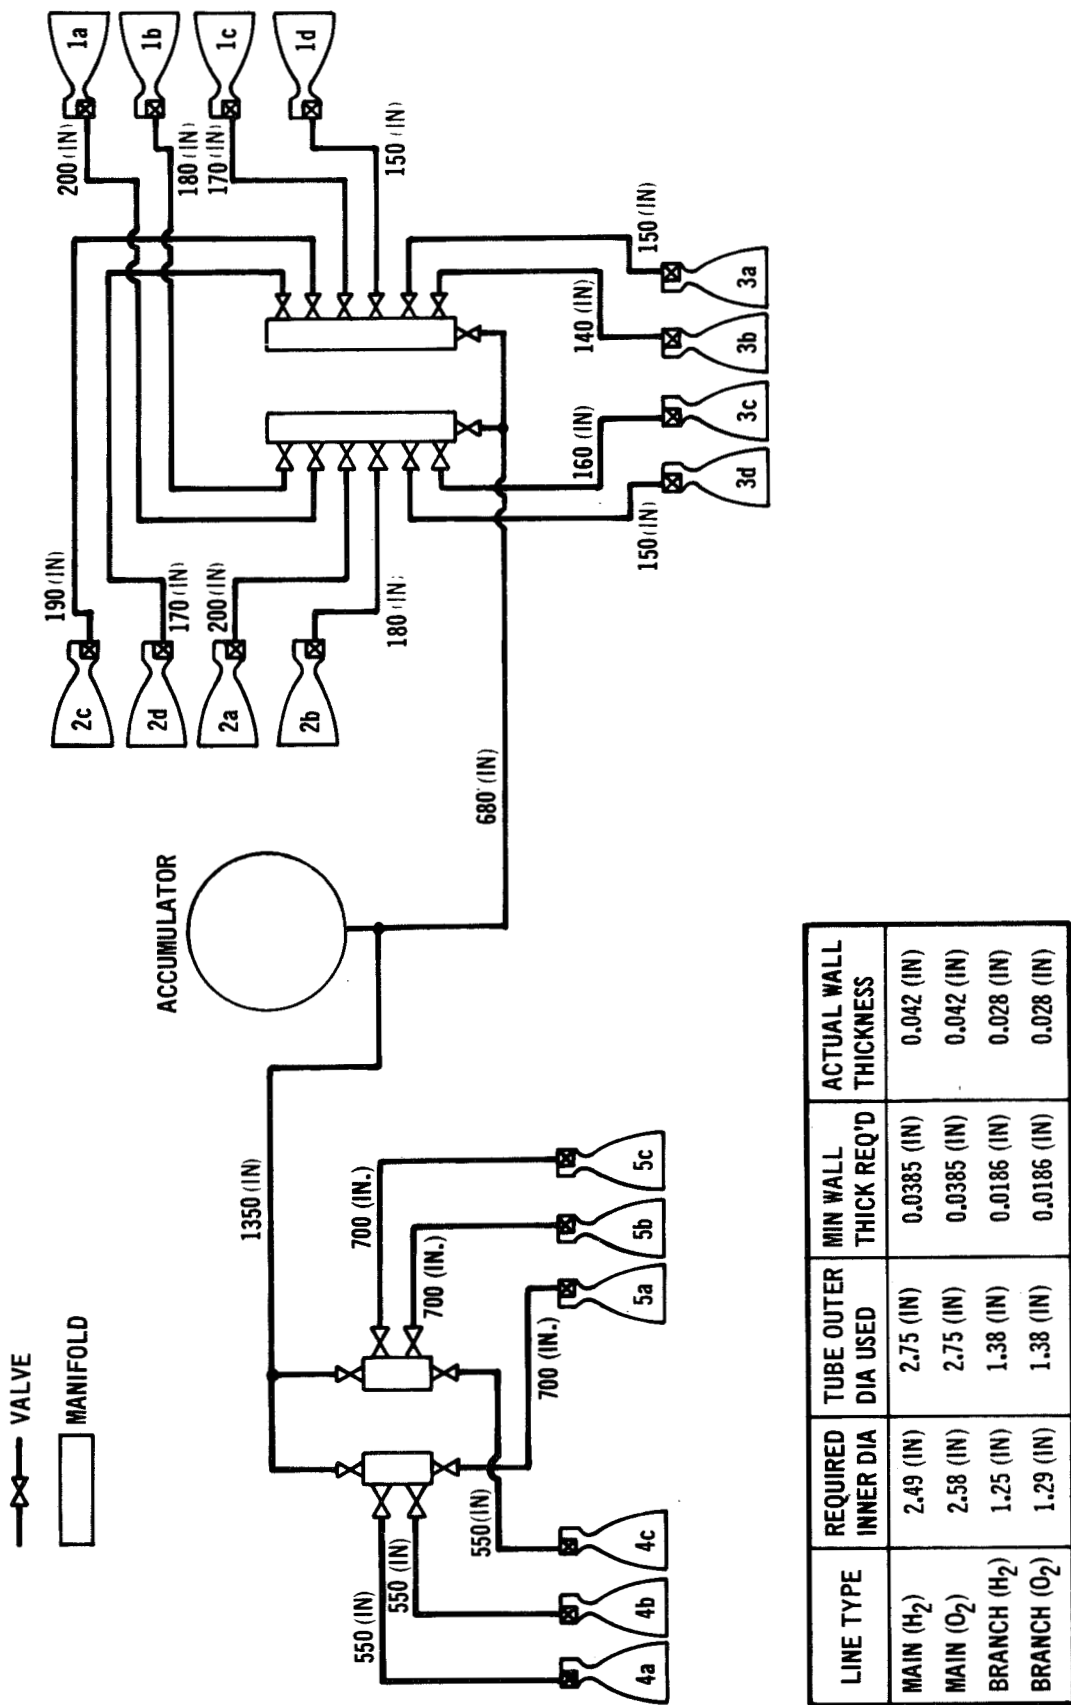 VALVE
MANIFOLD
ACCUMULATOR
1350 (IN)
680 (IN)
700 (IN.)
700 (IN.)
700 (IN.)
550 (IN)
550 (IN)
550 (IN)
4a
4b
4c
5a
5b
5c
190 (IN)
170 (IN)
200 (IN)
180 (IN)
2c
2d
2a
2b
200 (IN)
180 (IN)
170 (IN)
150 (IN)
1a
1b
1c
1d
150 (IN)
140 (IN)
160 (IN)
150 (IN)
3a
3b
3c
3d
LINE TYPE
REQUIRED INNER DIA
TUBE OUTER DIA USED
MIN WALL THICK REQ'D
ACTUAL WALL THICKNESS
MAIN (H2) 2.49 (IN) 2.75 (IN) 0.0385 (IN) 0.042 (IN)
MAIN (O2) 2.58 (IN) 2.75 (IN) 0.0385 (IN) 0.042 (IN)
BRANCH (H2) 1.25 (IN) 1.38 (IN) 0.0186 (IN) 0.028 (IN)
BRANCH (O2) 1.29 (IN) 1.38 (IN) 0.0186 (IN) 0.028 (IN)